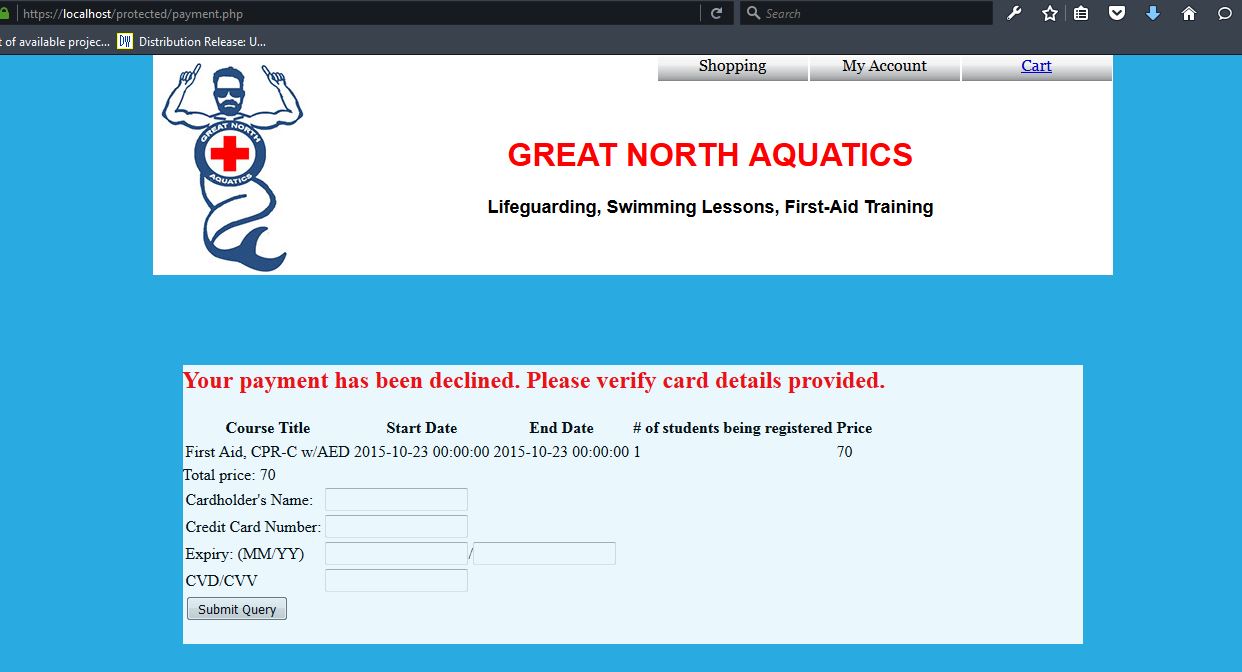 https://localhost/protected/payment.php
Search
t of available projec... DW Distribution Release: U...
Shopping My Account Cart
GREAT NORTH
AQUATICS
GREAT NORTH AQUATICS
Lifeguarding, Swimming Lessons, First-Aid Training
Your payment has been declined. Please verify card details provided.
Course Title Start Date End Date # of students being registered Price
First Aid, CPR-C w/AED 2015-10-23 00:00:00 2015-10-23 00:00:00 1 70
Total price: 70
Cardholder's Name:
Credit Card Number:
Expiry: (MM/YY) /
CVD/CVV
Submit Query